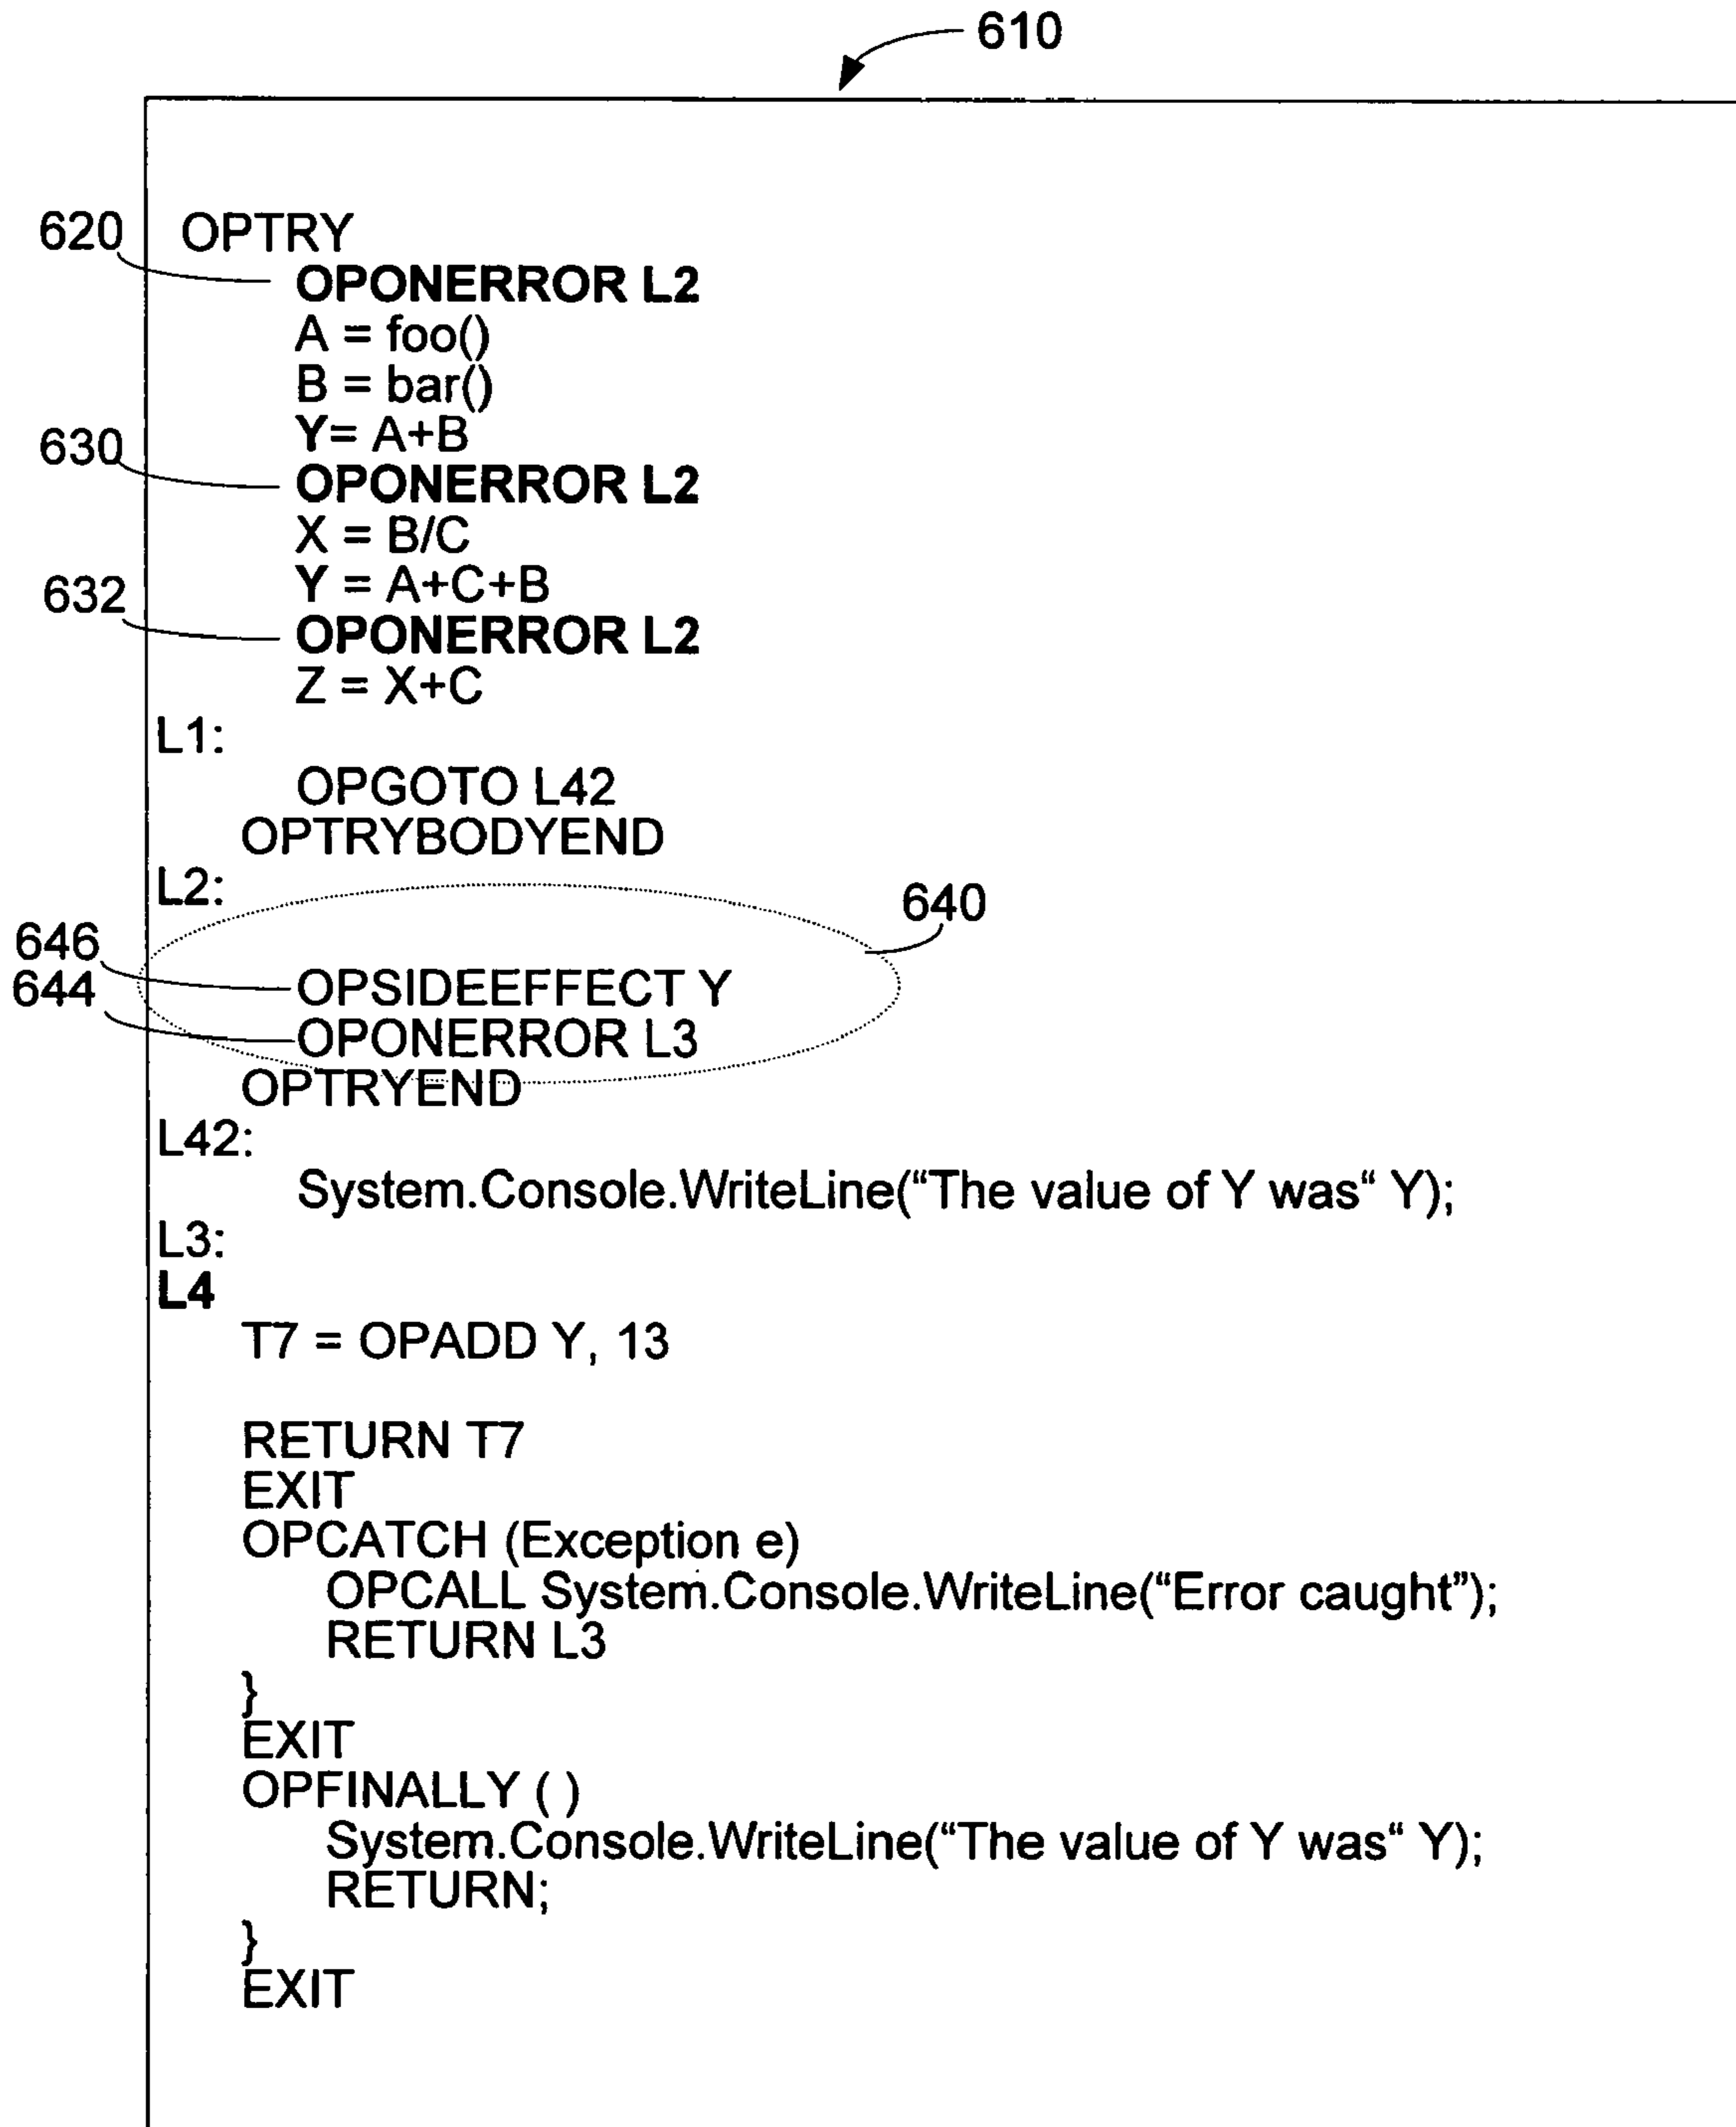 610
620 OPTRY
OPONERROR L2
A = foo()
B = bar()
Y= A+B
630
OPONERROR L2
X = B/C
632 Y = A+C+B
OPONERROR L2
Z = X+C
L1:
OPGOTO L42
OPTRYBODYEND
L2:
640
646
644 OPSIDEEFFECT Y
OPONERROR L3
OPTRYEND
L42:
System.Console.WriteLine(“The value of Y was“ Y);
L3:
L4
T7 = OPADD Y, 13
RETURN T7
EXIT
OPCATCH (Exception e)
OPCALL System.Console.WriteLine(“Error caught”);
RETURN L3
}
EXIT
OPFINALLY ( )
System.Console.WriteLine(“The value of Y was“ Y);
RETURN;
}
EXIT